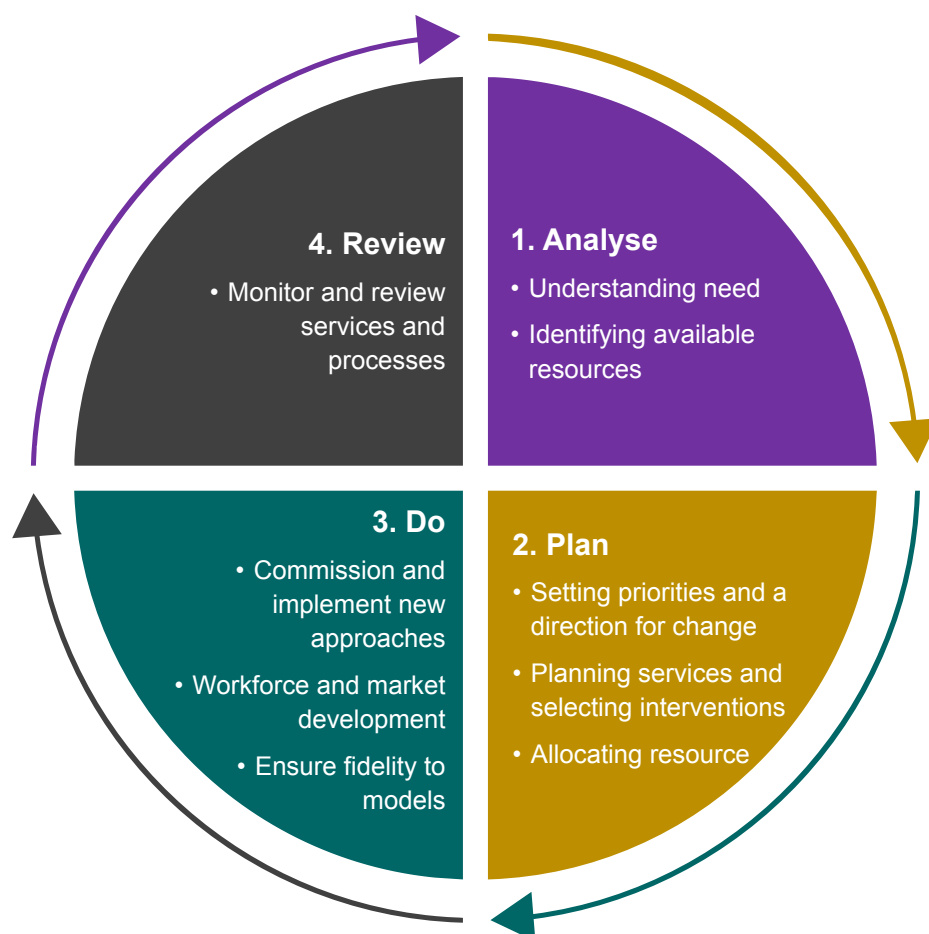 1. Analyse
• Understanding need
• Identifying available
resources
2. Plan
• Setting priorities and a
direction for change
• Planning services and
selecting interventions
• Allocating resource
3. Do
• Commission and
implement new
approaches
• Workforce and market
development
• Ensure fidelity to
models
4. Review
• Monitor and review
services and
processes